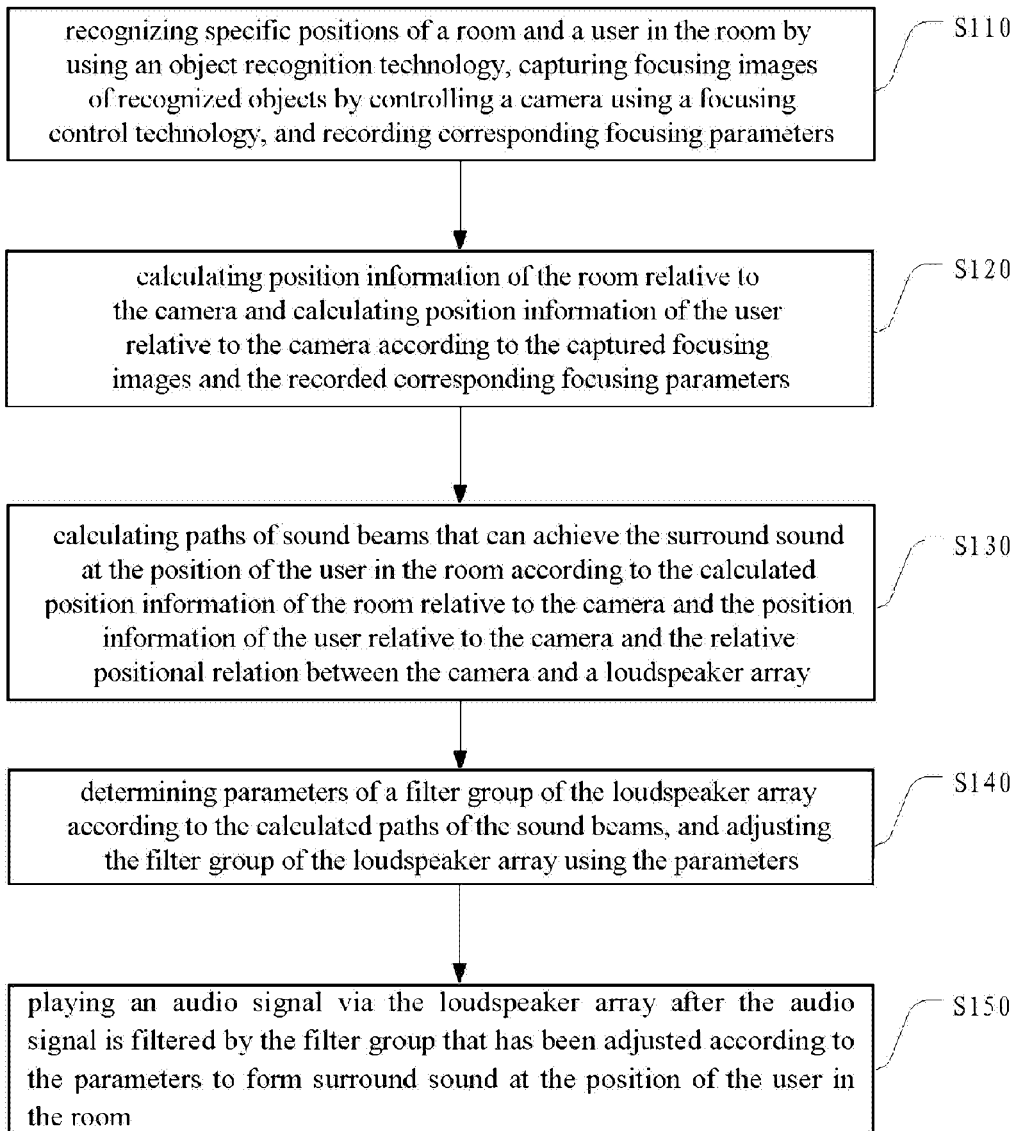 recognizing specific positions of a room and a user in the room by
using an object recognition technology, capturing focusing images
of recognized objects by controlling a camera using a focusing
control technology, and recording corresponding focusing parameters
S110
calculating position information of the room relative to
the camera and calculating position information of the user
relative to the camera according to the captured focusing
images and the recorded corresponding focusing parameters
S120
calculating paths of sound beams that can achieve the surround sound
at the position of the user in the room according to the calculated
position information of the room relative to the camera and the position
information of the user relative to the camera and the relative
positional relation between the camera and a loudspeaker array
S130
determining parameters of a filter group of the loudspeaker array
according to the calculated paths of the sound beams, and adjusting
the filter group of the loudspeaker array using the parameters
S140
playing an audio signal via the loudspeaker array after the audio
signal is filtered by the filter group that has been adjusted according to
the parameters to form surround sound at the position of the user in
the room
S150